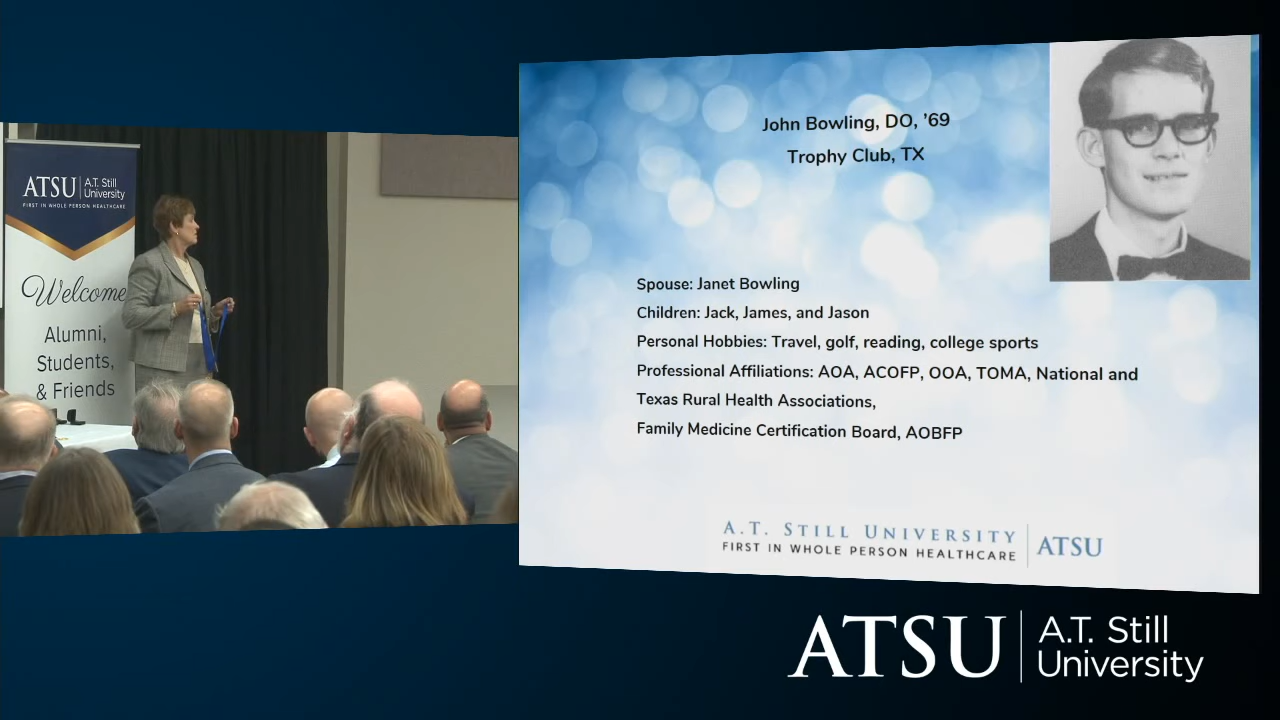 ATSU
A.T. Still
University
FIRST IN WHOLE PERSON HEALTHCARE
Welcome
Alumni,
Students,
& Friends
John Bowling, DO, ’69
Trophy Club, TX
Spouse: Janet Bowling
Children: Jack, James, and Jason
Personal Hobbies: Travel, golf, reading, college sports
Professional Affiliations: AOA, ACOFP, OOA, TOMA, National and
Texas Rural Health Associations,
Family Medicine Certification Board, AOBFP
A.T. STILL UNIVERSITY
FIRST IN WHOLE PERSON HEALTHCARE
ATSU
ATSU
A.T. Still
University